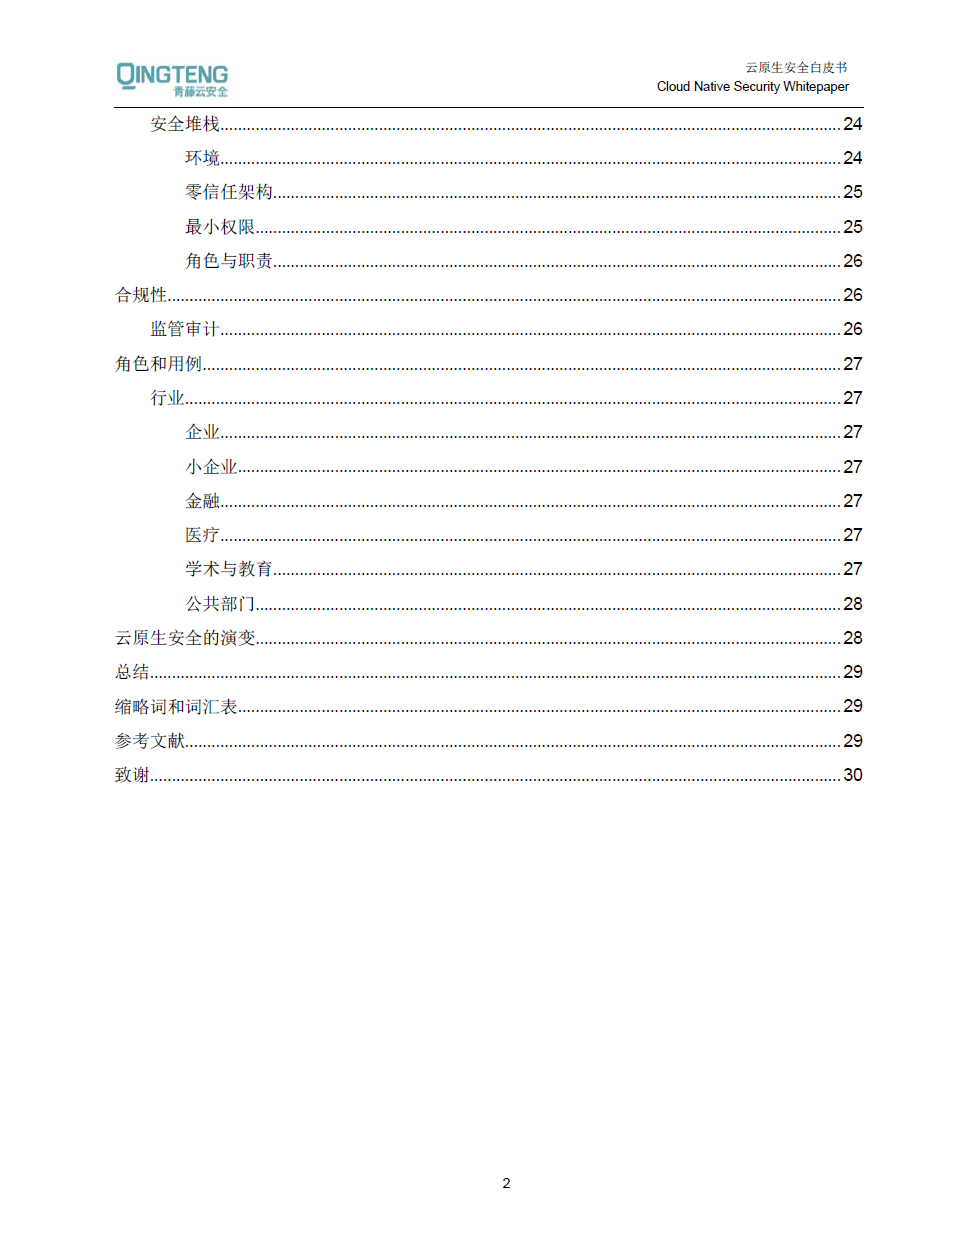 QINGTENG
青藤云安全
云原生安全白皮书
Cloud Native Security Whitepaper
安全堆栈 24
环境 24
零信任架构 25
最小权限 25
角色与职责 26
合规性 26
监管审计 26
角色和用例 27
行业 27
企业 27
小企业 27
金融 27
医疗 27
学术与教育 27
公共部门 28
云原生安全的演变 28
总结 29
缩略词和词汇表 29
参考文献 29
致谢 30
2